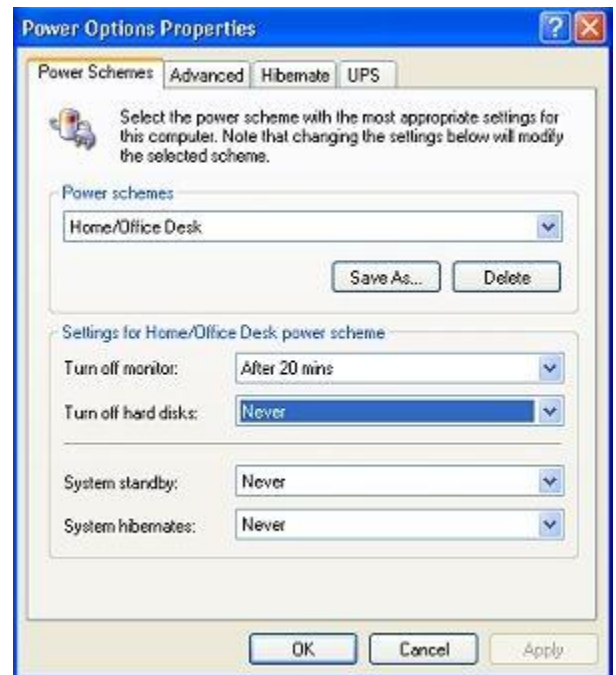 Power Options Properties
Power Schemes Advanced Hibernate UPS
Select the power scheme with the most appropriate settings for
this computer. Note that changing the settings below will modify
the selected scheme.
Power schemes
Home/Office Desk
Save As... Delete
Settings for Home/Office Desk power scheme
Turn off monitor: After 20 mins
Turn off hard disks: Never
System standby: Never
System hibernates: Never
OK Cancel Apply